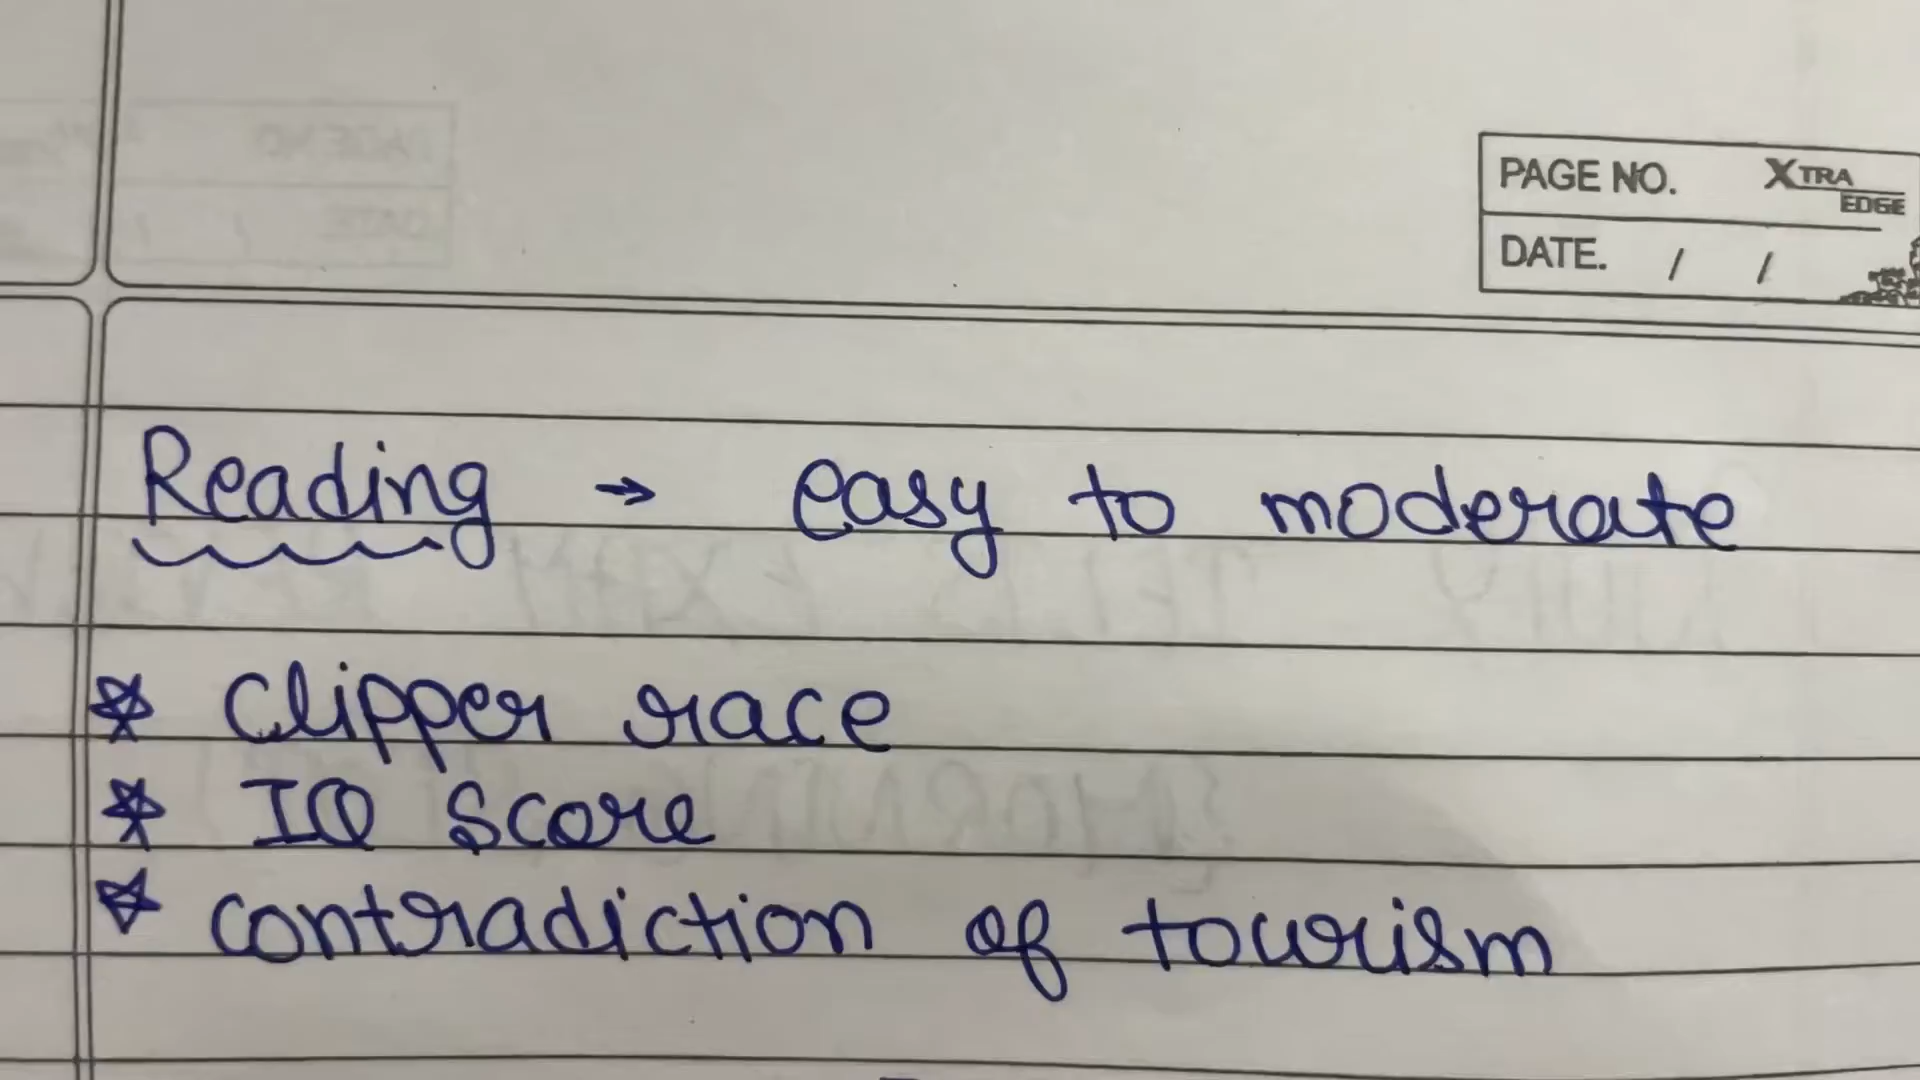 PAGE NO. XTRA EDGE
DATE. / /
Reading → easy to moderate
☆ Clipper race
☆ IQ Score
☆ contradiction of tourism